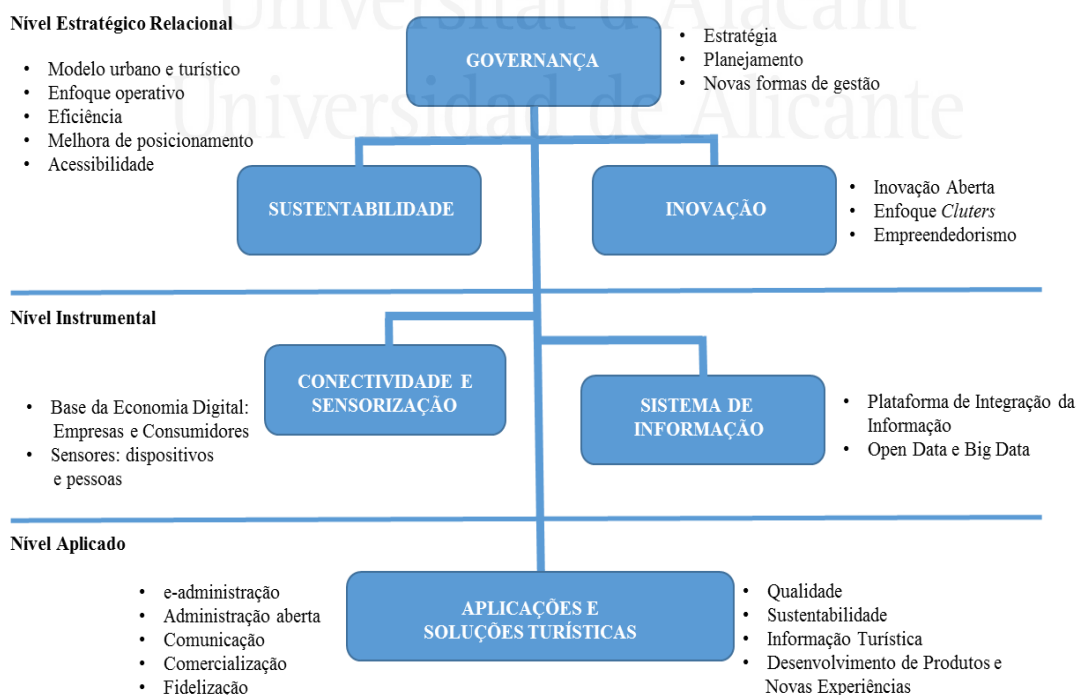 Universitat d'Alacant
Universidad de Alicante
Nível Estratégico Relacional
• Modelo urbano e turístico
• Enfoque operativo
• Eficiência
• Melhora de posicionamento
• Acessibilidade
GOVERNANÇA
• Estratégia
• Planejamento
• Novas formas de gestão
SUSTENTABILIDADE
INOVAÇÃO
• Inovação Aberta
• Enfoque Cluters
• Empreendedorismo
Nível Instrumental
CONECTIVIDADE E
SENSORIZAÇÃO
• Base da Economia Digital:
Empresas e Consumidores
• Sensores: dispositivos
e pessoas
SISTEMA DE
INFORMAÇÃO
• Plataforma de Integração da
Informação
• Open Data e Big Data
Nível Aplicado
• e-administração
• Administração aberta
• Comunicação
• Comercialização
• Fidelização
APLICAÇÕES E
SOLUÇÕES TURÍSTICAS
• Qualidade
• Sustentabilidade
• Informação Turística
• Desenvolvimento de Produtos e
Novas Experiências